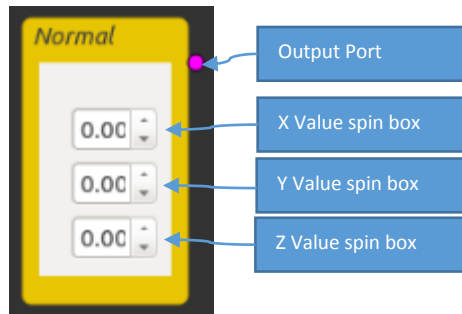 Normal
Output Port
0.00
X Value spin box
0.00
Y Value spin box
0.00
Z Value spin box